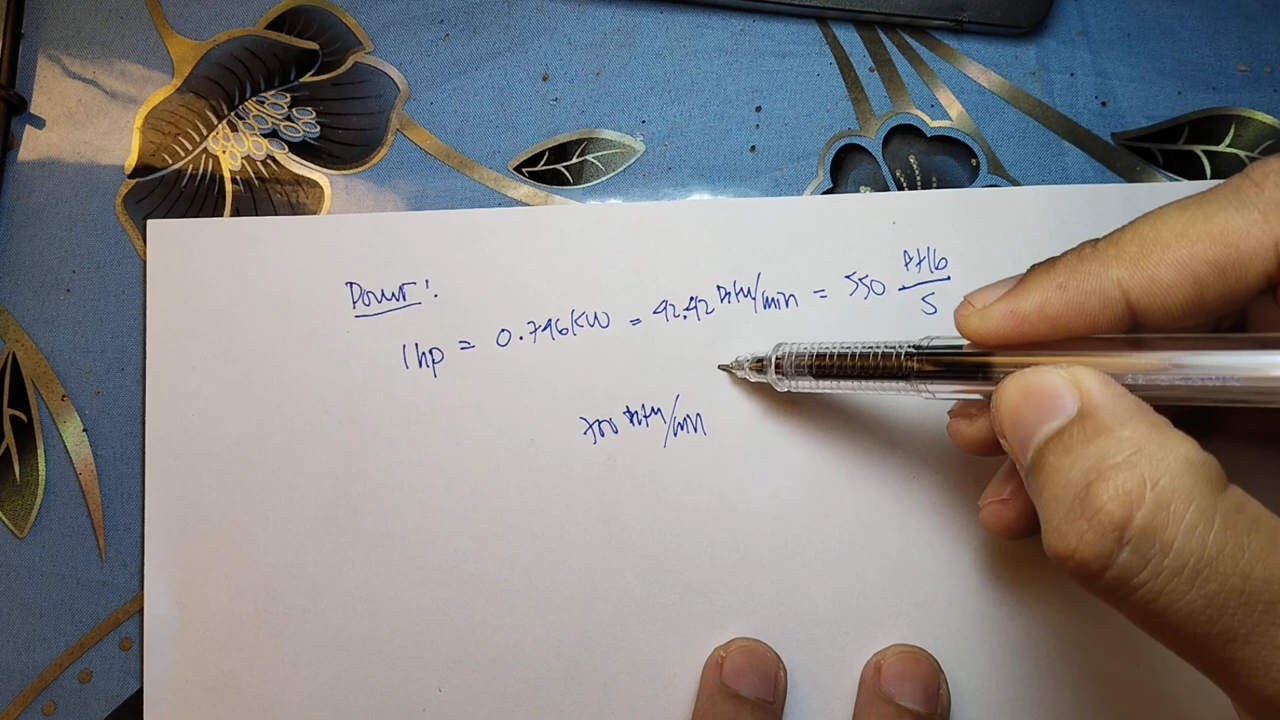 Power:
1hp = 0.746KW = 42.42 Btu/min = 550 ft lb/s
700 Btu/min